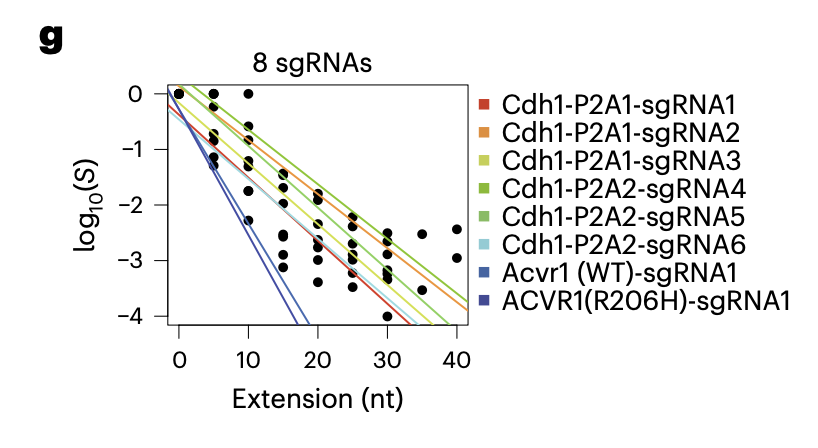 g
8 sgRNAs
0
−1
−2
−3
−4
log10(S)
0 10 20 30 40
Extension (nt)
Cdh1-P2A1-sgRNA1
Cdh1-P2A1-sgRNA2
Cdh1-P2A1-sgRNA3
Cdh1-P2A2-sgRNA4
Cdh1-P2A2-sgRNA5
Cdh1-P2A2-sgRNA6
Acvr1 (WT)-sgRNA1
ACVR1(R206H)-sgRNA1